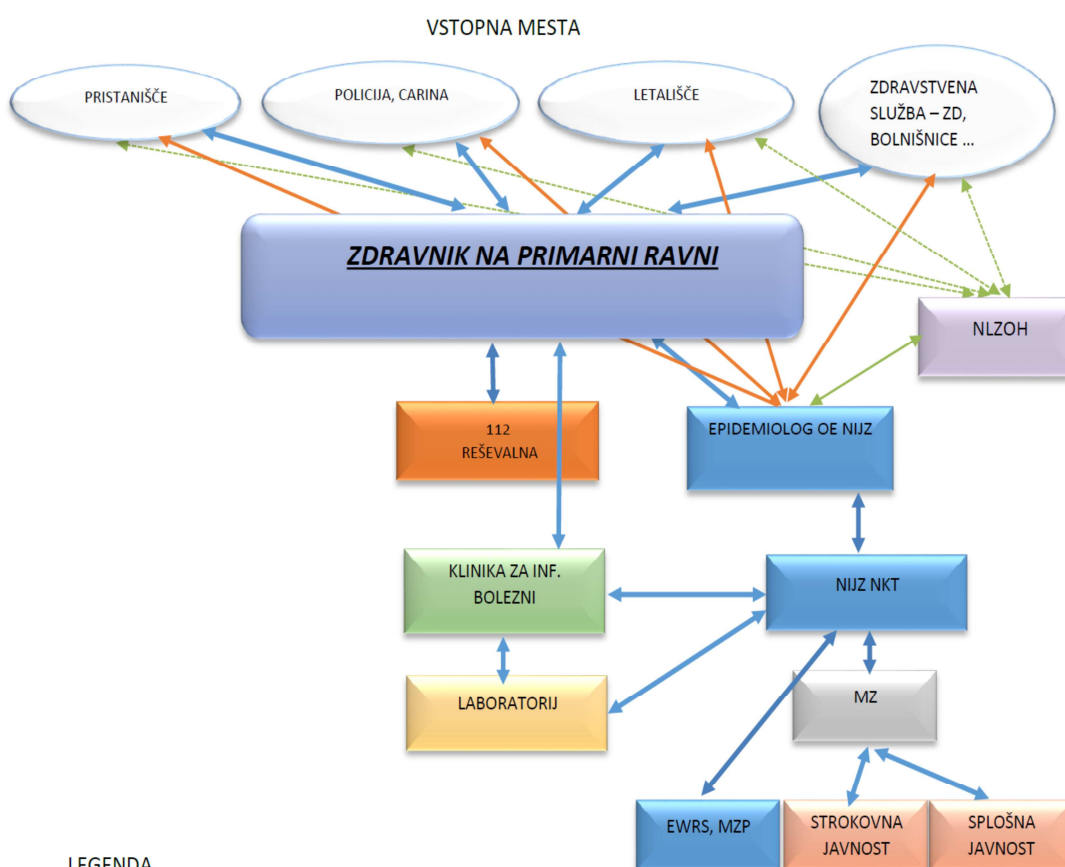 VSTOPNA MESTA
PRISTANIŠČE
POLICIJA, CARINA
LETALIŠČE
ZDRAVSTVENA
SLUŽBA – ZD,
BOLNIŠNICE ...
ZDRAVNIK NA PRIMARNI RAVNI
NLZOH
112
REŠEVALNA
EPIDEMIOLOG OE NIJZ
KLINIKA ZA INF.
BOLEZNI
NIJZ NKT
LABORATORIJ
MZ
EWRS, MZP
STROKOVNA
JAVNOST
SPLOŠNA
JAVNOST
LEGENDA